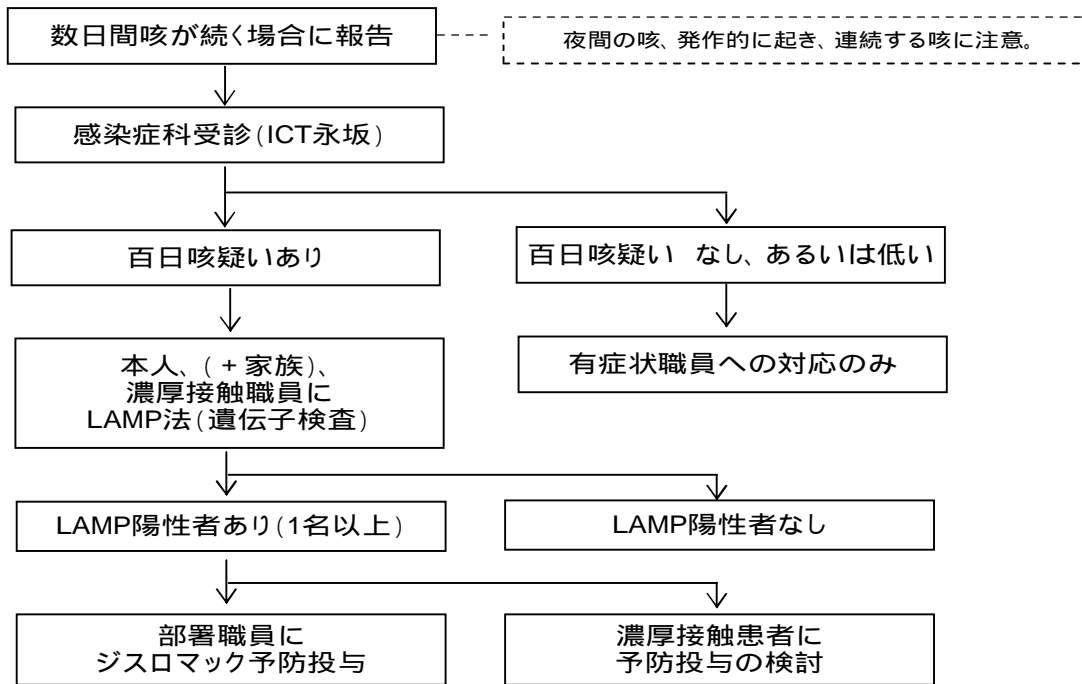 数日間咳が続く場合に報告
夜間の咳、発作的に起き、連続する咳に注意。
感染症科受診(ICT永坂)
百日咳疑いあり
百日咳疑い なし、あるいは低い
本人、(+家族)、
濃厚接触職員に
LAMP法(遺伝子検査)
有症状職員への対応のみ
LAMP陽性者あり(1名以上)
LAMP陽性者なし
部署職員に
ジスロマック予防投与
濃厚接触患者に
予防投与の検討